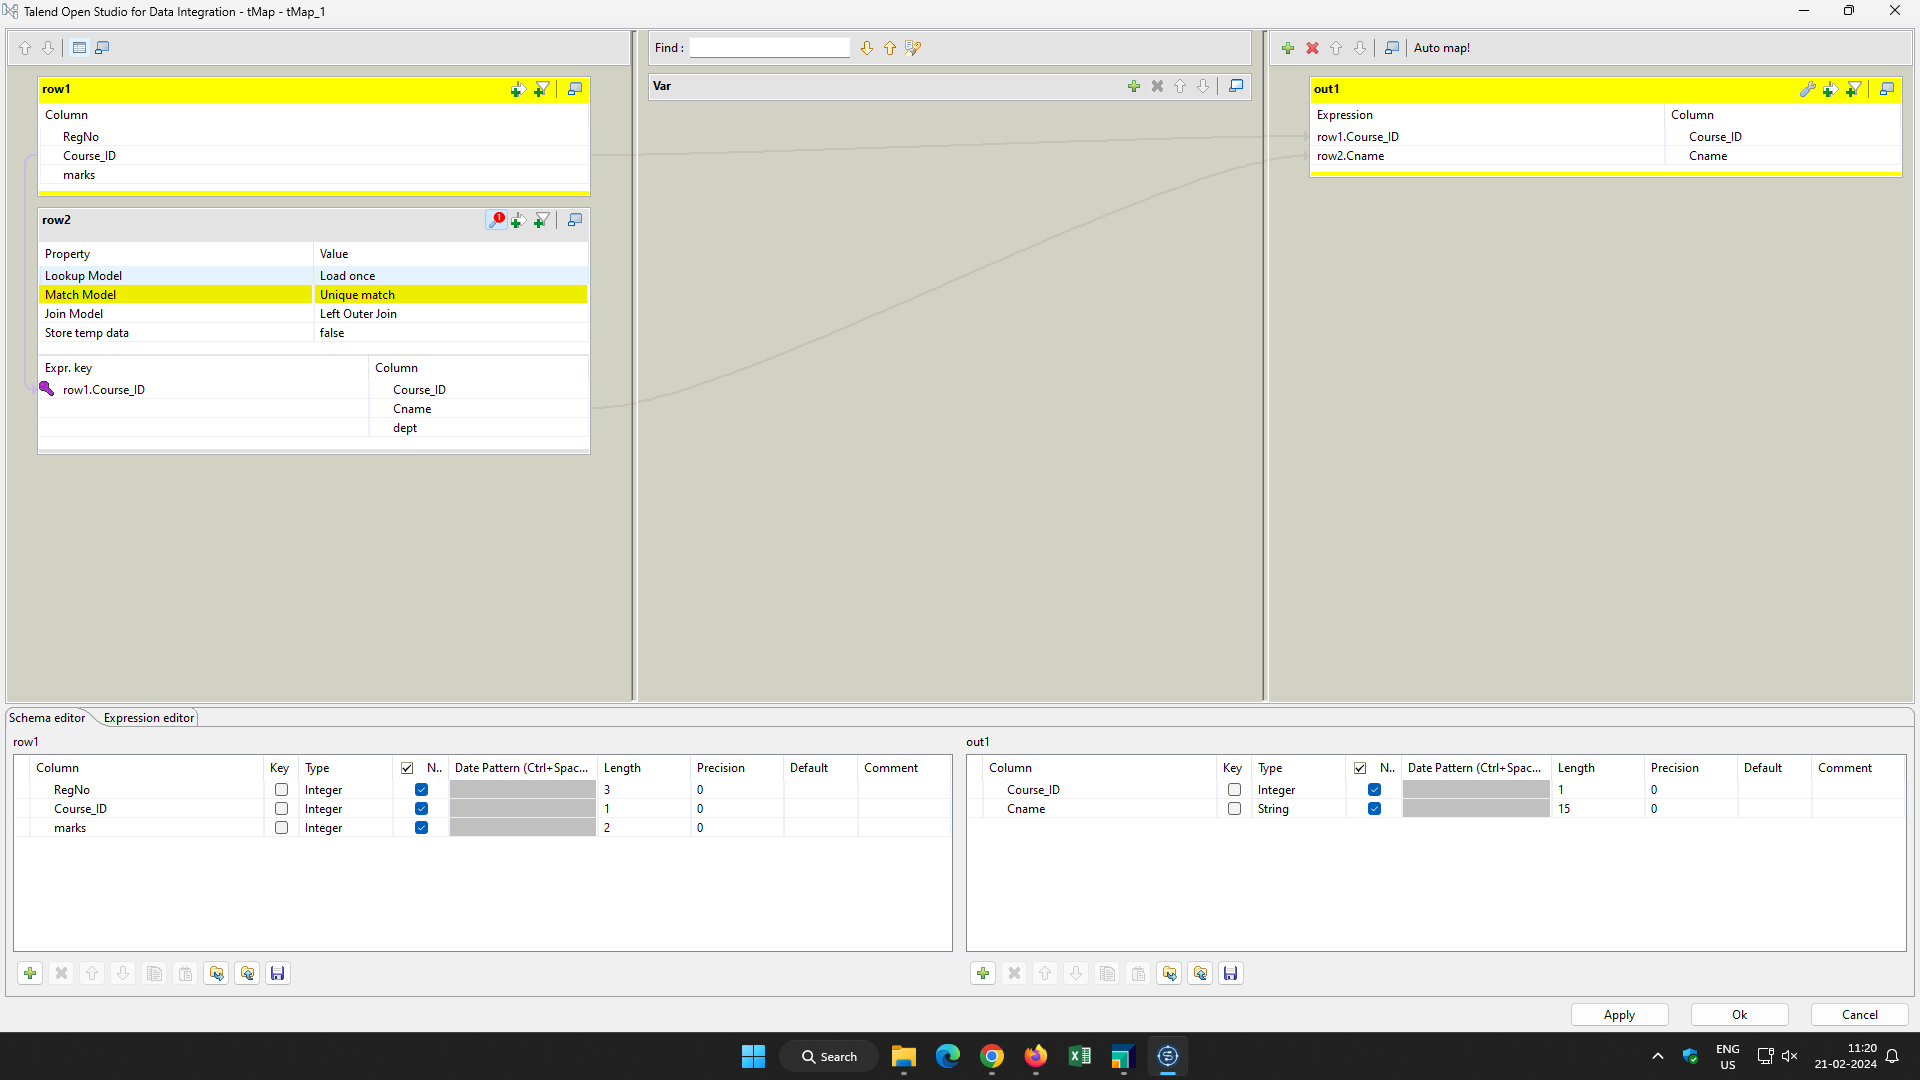 Talend Open Studio for Data Integration - tMap - tMap_1
Find :
Auto map!
row1
Column
RegNo
Course_ID
marks
row2
1
Property Value
Lookup Model Load once
Match Model Unique match
Join Model Left Outer Join
Store temp data false
Expr. key Column
row1.Course_ID Course_ID
Cname
dept
Var
out1
Expression Column
row1.Course_ID Course_ID
row2.Cname Cname
Schema editor Expression editor
row1
Column Key Type N.. Date Pattern (Ctrl+Spac... Length Precision Default Comment
RegNo Integer 3 0
Course_ID Integer 1 0
marks Integer 2 0
out1
Column Key Type N.. Date Pattern (Ctrl+Spac... Length Precision Default Comment
Course_ID Integer 1 0
Cname String 15 0
Apply Ok Cancel
Search
ENG
US
11:20
21-02-2024